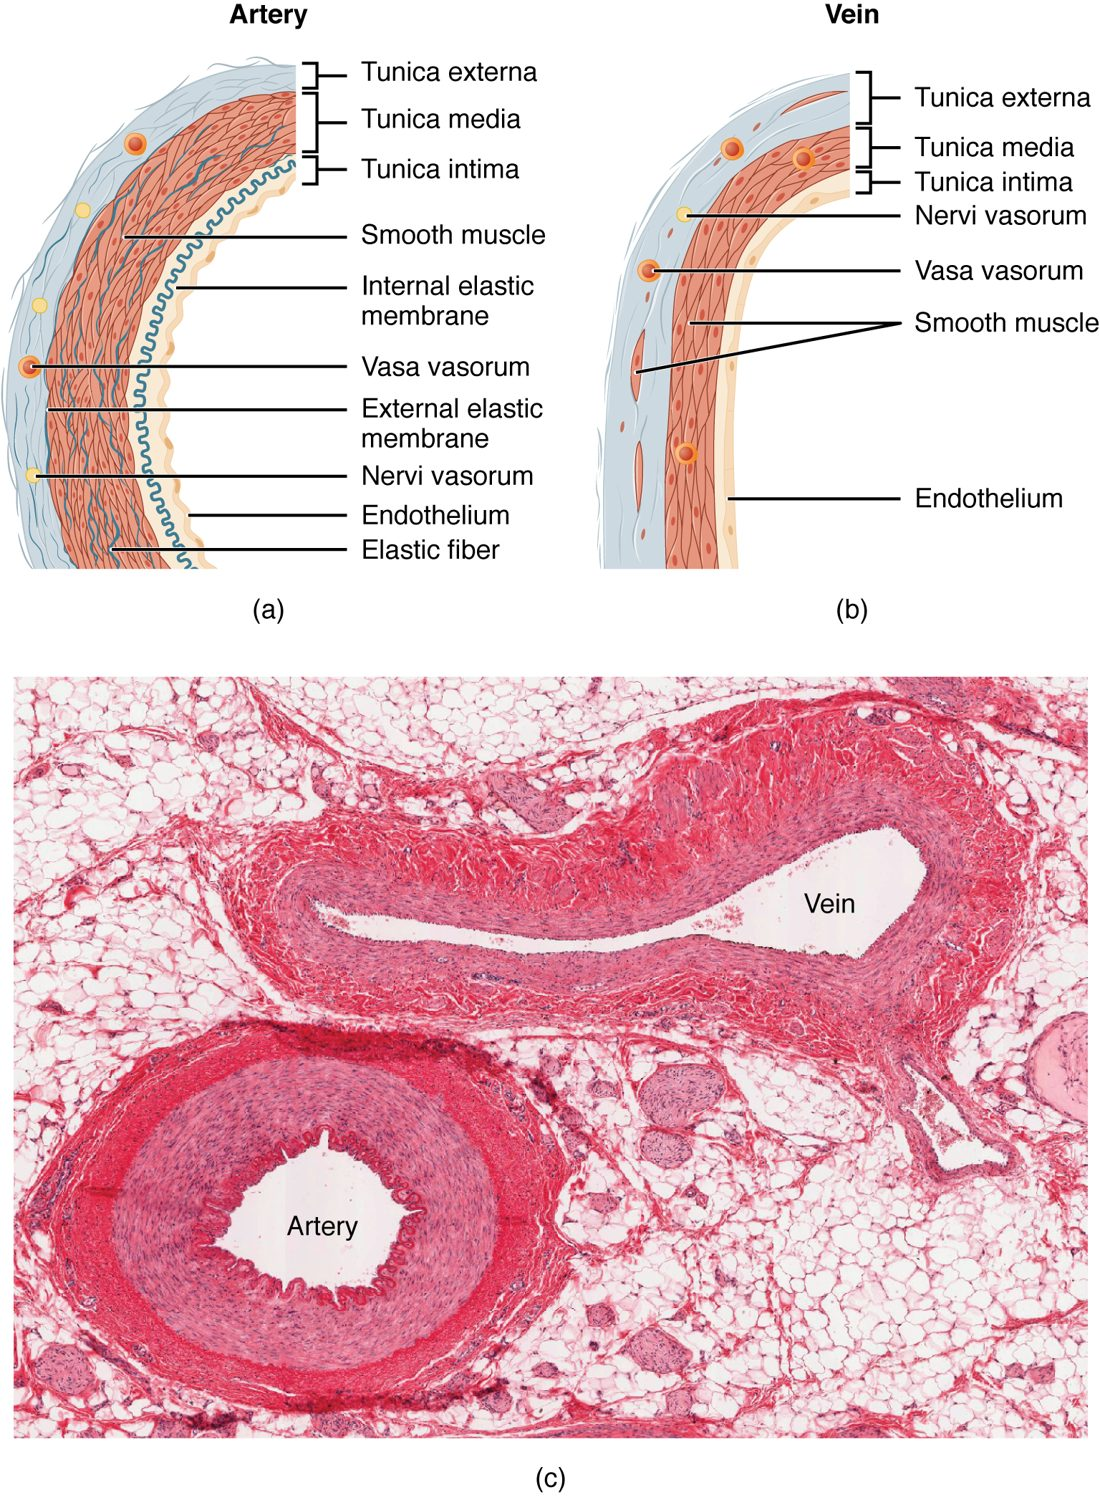 Artery
Tunica externa
Tunica media
Tunica intima
Smooth muscle
Internal elastic
membrane
Vasa vasorum
External elastic
membrane
Nervi vasorum
Endothelium
Elastic fiber
(a)
Vein
Tunica externa
Tunica media
Tunica intima
Nervi vasorum
Vasa vasorum
Smooth muscle
Endothelium
(b)
Vein
Artery
(c)